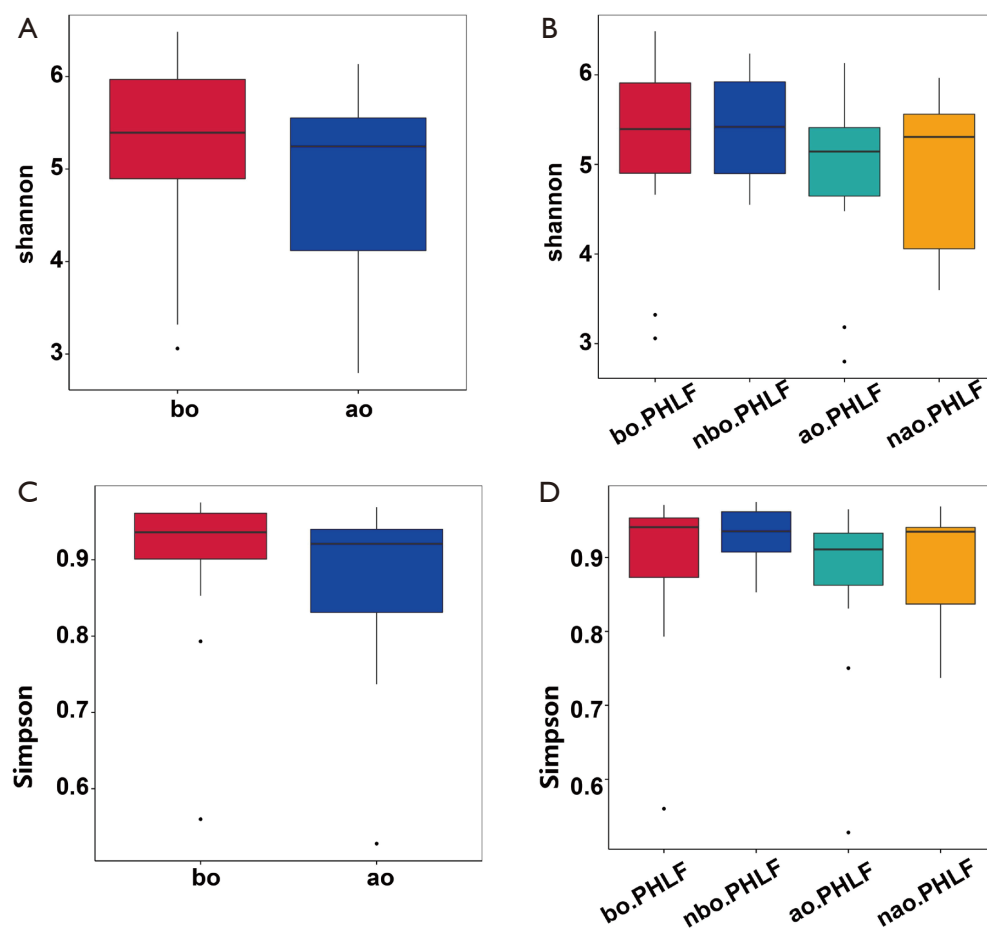 A
shannon
6
5
4
3
bo ao
B
shannon
6
5
4
3
bo.PHLF nbo.PHLF ao.PHLF nao.PHLF
C
Simpson
0.9
0.8
0.7
0.6
bo ao
D
Simpson
0.9
0.8
0.7
0.6
bo.PHLF nbo.PHLF ao.PHLF nao.PHLF